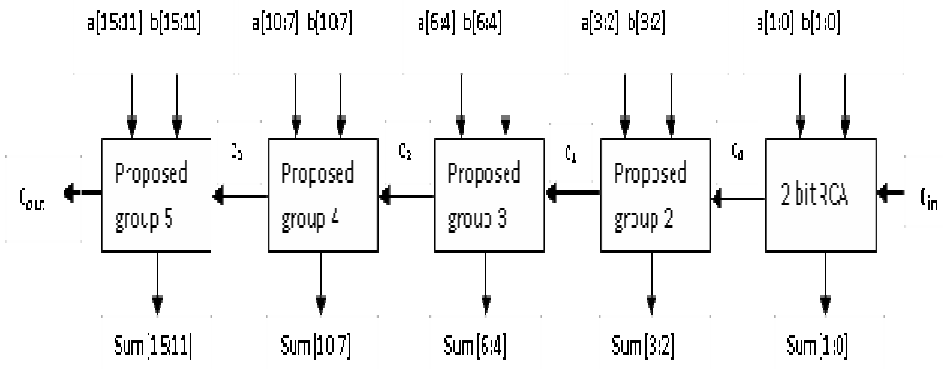 a[15:11] b[15:11] a[10:7] b[10:7] a[6:4] b[6:4] a[3:2] b[3:2] a[1:0] b[1:0]
C3 C2 C1 C0
Cout Proposed group 5 Proposed group 4 Proposed group 3 Proposed group 2 2 bit RCA Cin
Sum[15:11] Sum[10:7] Sum[6:4] Sum[3:2] Sum[1:0]